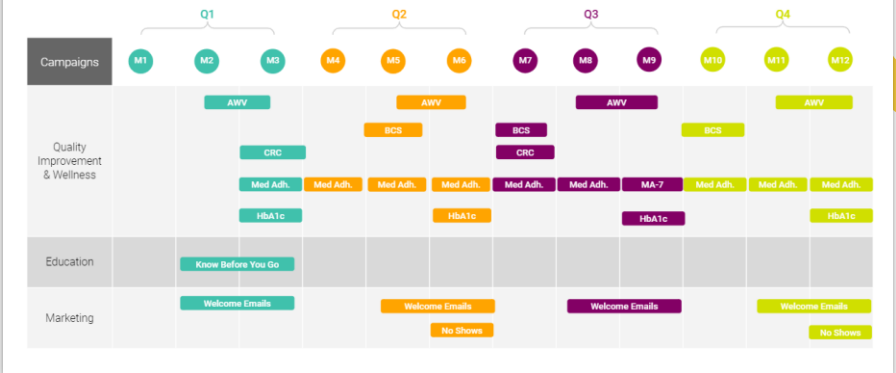 Q1 Q2 Q3 Q4
Campaigns M1 M2 M3 M4 M5 M6 M7 M8 M9 M10 M11 M12
Quality
Improvement
& Wellness
AWV AWV AWV AWV
BCS BCS BCS
CRC CRC
Med Adh. Med Adh. Med Adh. Med Adh. Med Adh. Med Adh. MA-7 Med Adh. Med Adh. Med Adh.
HbA1c HbA1c HbA1c HbA1c
Education
Know Before You Go
Marketing
Welcome Emails Welcome Emails Welcome Emails Welcome Emails
No Shows No Shows